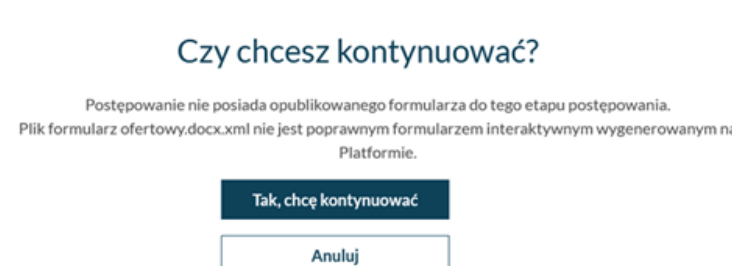 Czy chcesz kontynuować?
Postępowanie nie posiada opublikowanego formularza do tego etapu postępowania.
Plik formularz ofertowy.docx.xml nie jest poprawnym formularzem interaktywnym wygenerowanym na
Platformie.
Tak, chcę kontynuować
Anuluj